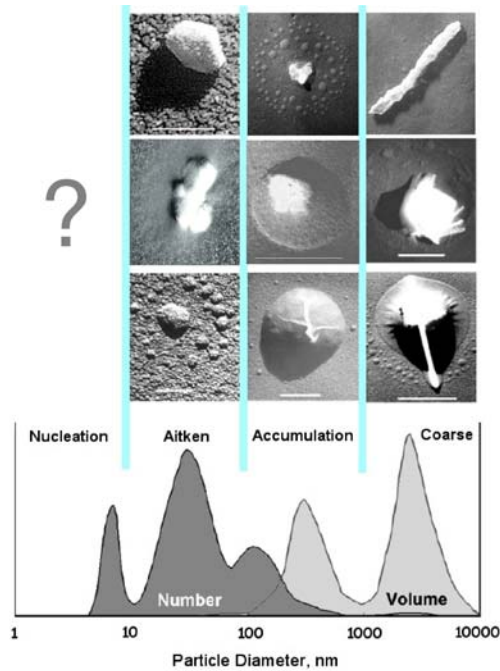 ?
Nucleation Aitken Accumulation Coarse
Number Volume
1 10 100 1000 10000
Particle Diameter, nm